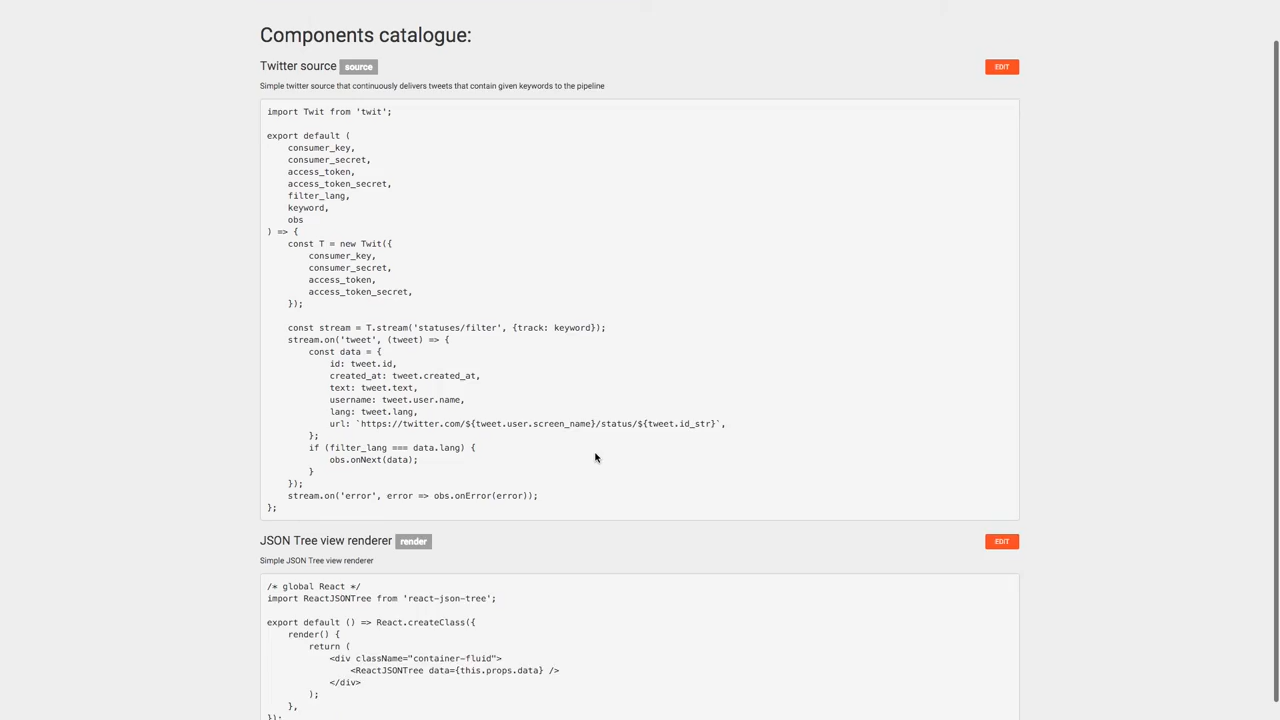 Components catalogue:
Twitter source source EDIT
Simple twitter source that continuously delivers tweets that contain given keywords to the pipeline
import Twit from 'twit';
export default (
    consumer_key,
    consumer_secret,
    access_token,
    access_token_secret,
    filter_lang,
    keyword,
    obs
) => {
    const T = new Twit({
        consumer_key,
        consumer_secret,
        access_token,
        access_token_secret,
    });
    const stream = T.stream('statuses/filter', {track: keyword});
    stream.on('tweet', (tweet) => {
        const data = {
            id: tweet.id,
            created_at: tweet.created_at,
            text: tweet.text,
            username: tweet.user.name,
            lang: tweet.lang,
            url: `https://twitter.com/${tweet.user.screen_name}/status/${tweet.id_str}`,
        };
        if (filter_lang === data.lang) {
            obs.onNext(data);
        }
    });
    stream.on('error', error => obs.onError(error));
};
JSON Tree view renderer render EDIT
Simple JSON Tree view renderer
/* global React */
import ReactJSONTree from 'react-json-tree';
export default () => React.createClass({
    render() {
        return (
            <div className="container-fluid">
                <ReactJSONTree data={this.props.data} />
            </div>
        );
    },
});